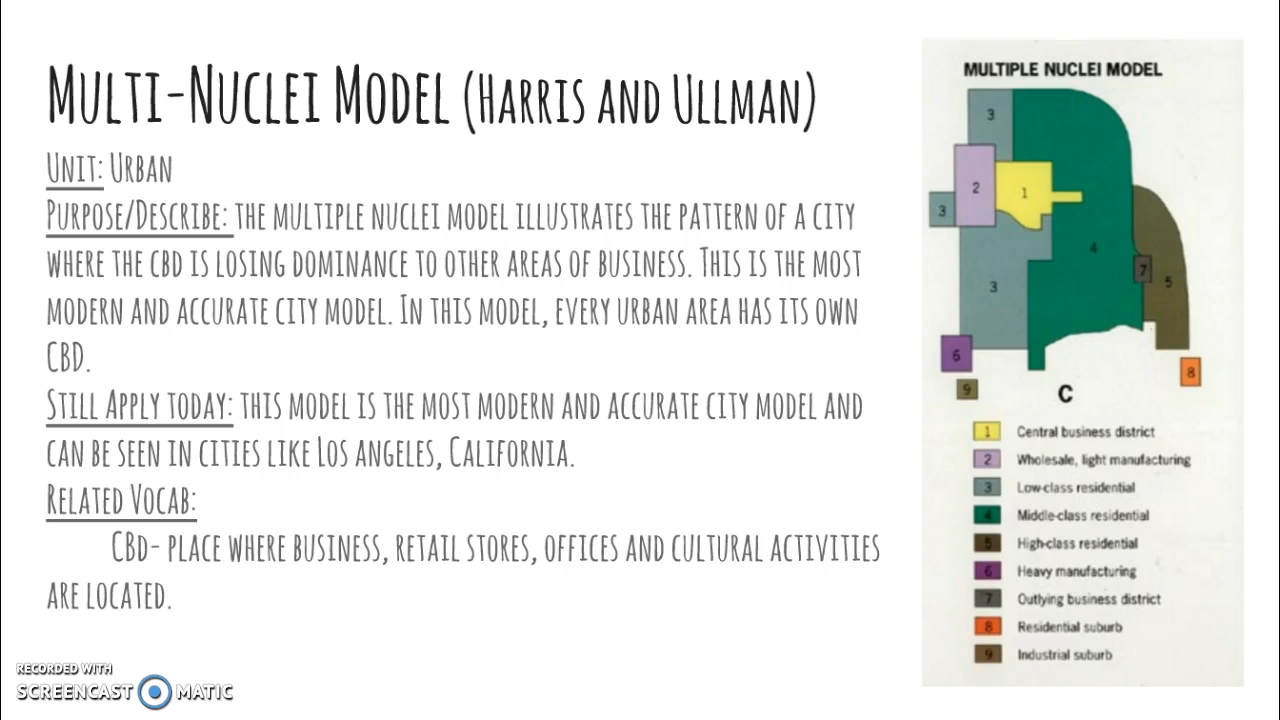 Multi-Nuclei Model (Harris and Ullman)
Unit: Urban
Purpose/Describe: the multiple nuclei model illustrates the pattern of a city
where the cbd is losing dominance to other areas of business. This is the most
modern and accurate city model. In this model, every urban area has its own
CBD.
Still Apply today: this model is the most modern and accurate city model and
can be seen in cities like Los angeles, California.
Related Vocab:
CBd- place where business, retail stores, offices and cultural activities
are located.
MULTIPLE NUCLEI MODEL
3
2
1
3
4
7
5
3
6
9
8
C
1 Central business district
2 Wholesale, light manufacturing
3 Low-class residential
4 Middle-class residential
5 High-class residential
6 Heavy manufacturing
7 Outlying business district
8 Residential suburb
9 Industrial suburb
RECORDED WITH
SCREENCAST MATIC